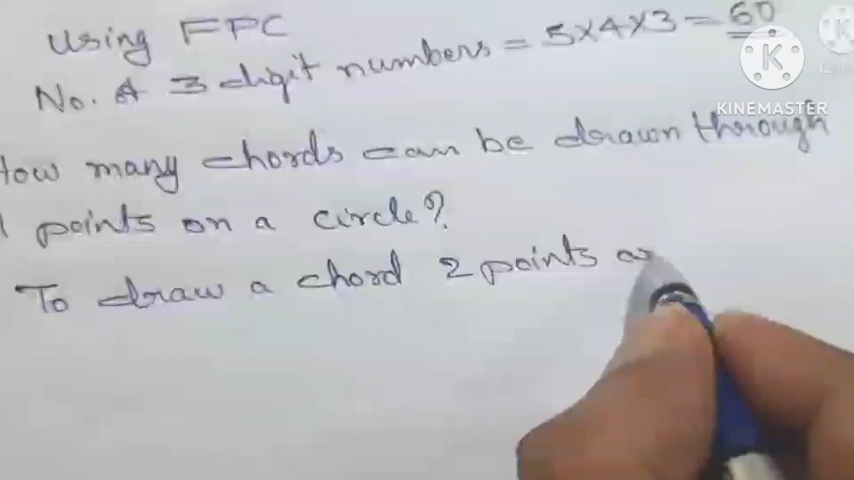 Using FPC
No. of 3 digit numbers = 5×4×3 = 60
KINEMASTER
How many chords can be drawn through
points on a circle?
To draw a chord 2 points